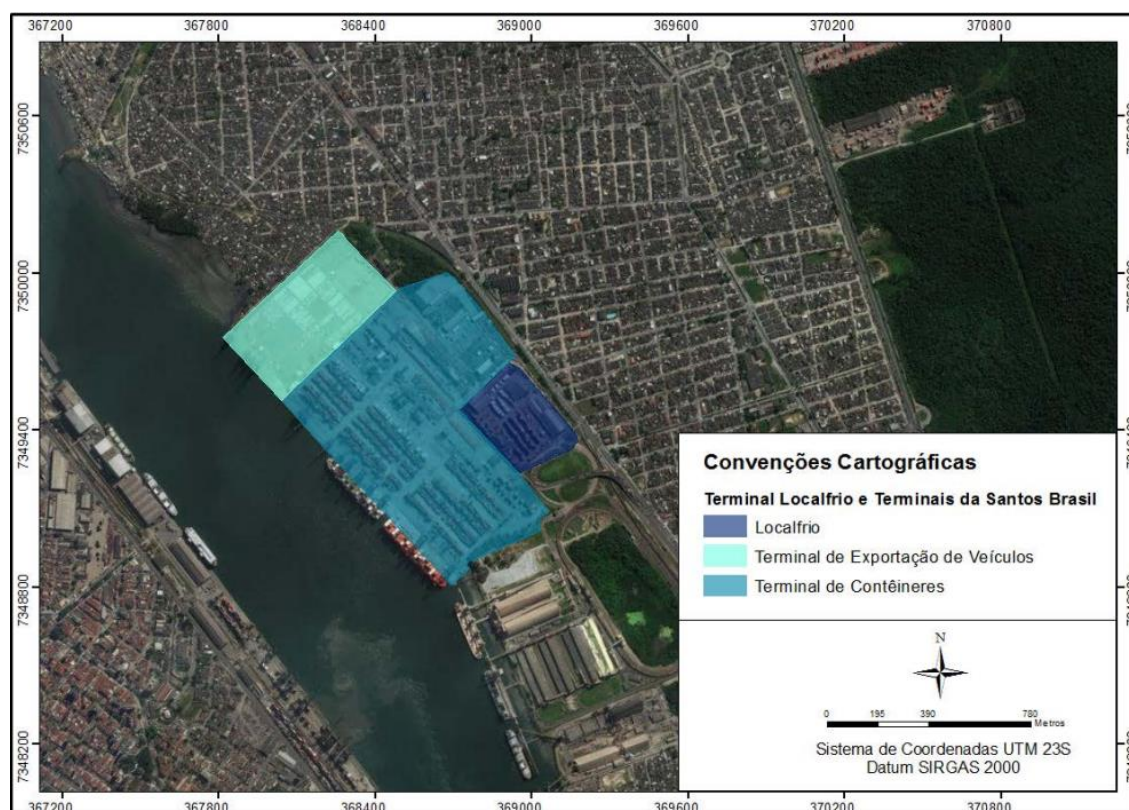 367200 367800 368400 369000 369600 370200 370800
7350600
7350000
7349400
7348800
7348200
Convenções Cartográficas
Terminal Localfrio e Terminais da Santos Brasil
Localfrio
Terminal de Exportação de Veículos
Terminal de Contêineres
N
0 195 390 780
Metros
Sistema de Coordenadas UTM 23S
Datum SIRGAS 2000
367200 367800 368400 369000 369600 370200 370800